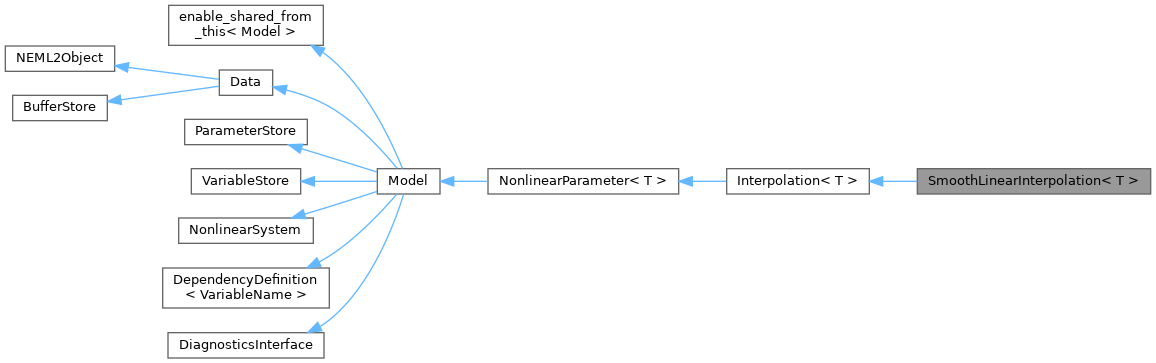 enable_shared_from
_this< Model >
NEML2Object
Data
BufferStore
ParameterStore
VariableStore
Model
NonlinearParameter< T >
Interpolation< T >
SmoothLinearInterpolation< T >
NonlinearSystem
DependencyDefinition
< VariableName >
DiagnosticsInterface